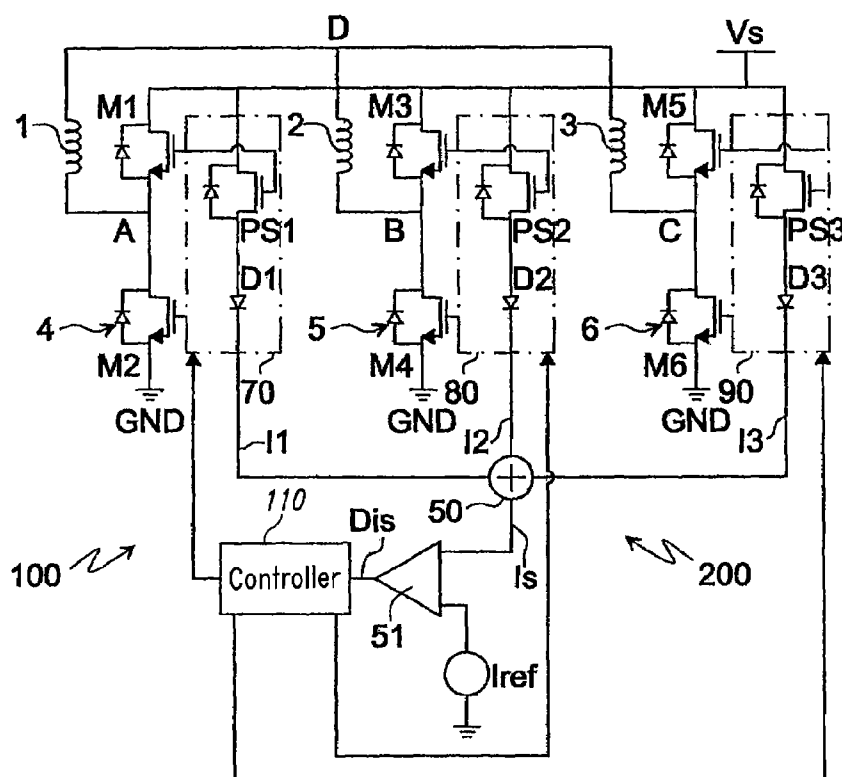 D
Vs
1
M1
2
M3
3
M5
A
PS1
B
PS2
C
PS3
D1
D2
D3
4
5
6
M2
70
M4
80
M6
90
GND
GND
GND
I1
I2
I3
50
110
Dis
Is
100
200
Controller
51
Iref